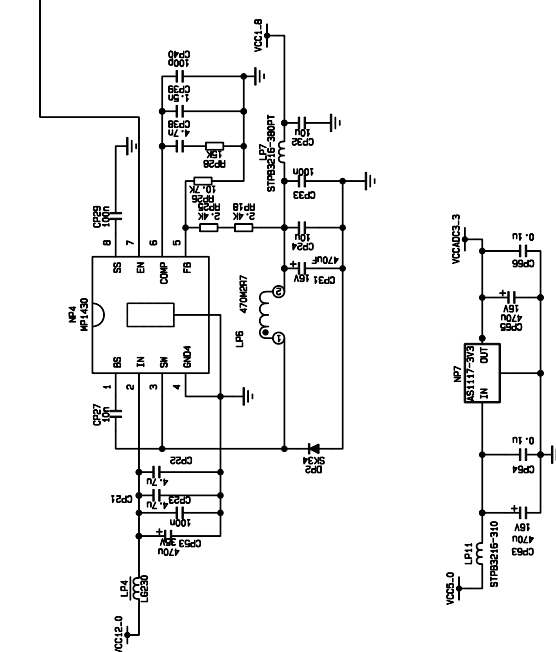 VCC1_8
CP40
100p
CP39
1.5n
CP38
4.7n
15K
RP28
10.7K
RP26
RP25
2.4K
RP18
2.4K
CP32
10u
LP7
STPB3216-380PT
100n
CP33
CP24
10u
470uF
CP31
16V
CP29
100n
8
7
6
5
SS
EN
COMP
FB
NP4
MP1430
BS
IN
SW
GND4
1
2
3
4
CP27
10n
470M2A7
LP6
2
1
DP2
SK34
CP22
4.7u
CP21
4.7u
CP23
100n
CP53
35V
470u
LP4
LG230
VCC12_0
VCCADC3_3
0.1u
CP66
16V
470u
CP65
NP7
AS1117-3V3
OUT
IN
0.1u
CP64
16V
470u
CP63
LP11
STPB3216-310
VCC5_0